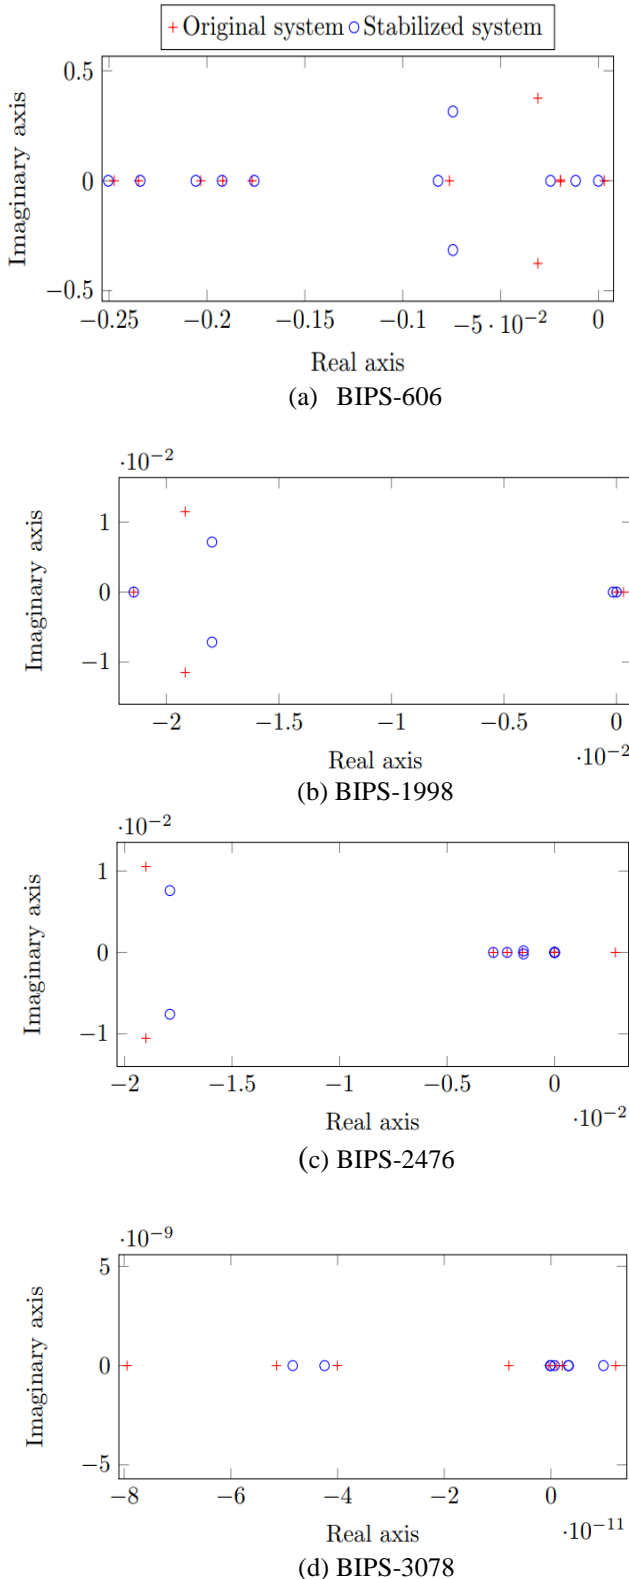 Original system Stabilized system
0.5
0
−0.5
Imaginary axis
−0.25 −0.2 −0.15 −0.1 −5·10−2 0
Real axis
(a) BIPS-606
·10−2
1
0
−1
Imaginary axis
−2 −1.5 −1 −0.5 0
Real axis
·10−2
(b) BIPS-1998
·10−2
1
0
−1
Imaginary axis
−2 −1.5 −1 −0.5 0
Real axis
·10−2
(c) BIPS-2476
·10−9
5
0
−5
Imaginary axis
−8 −6 −4 −2 0
Real axis
·10−11
(d) BIPS-3078